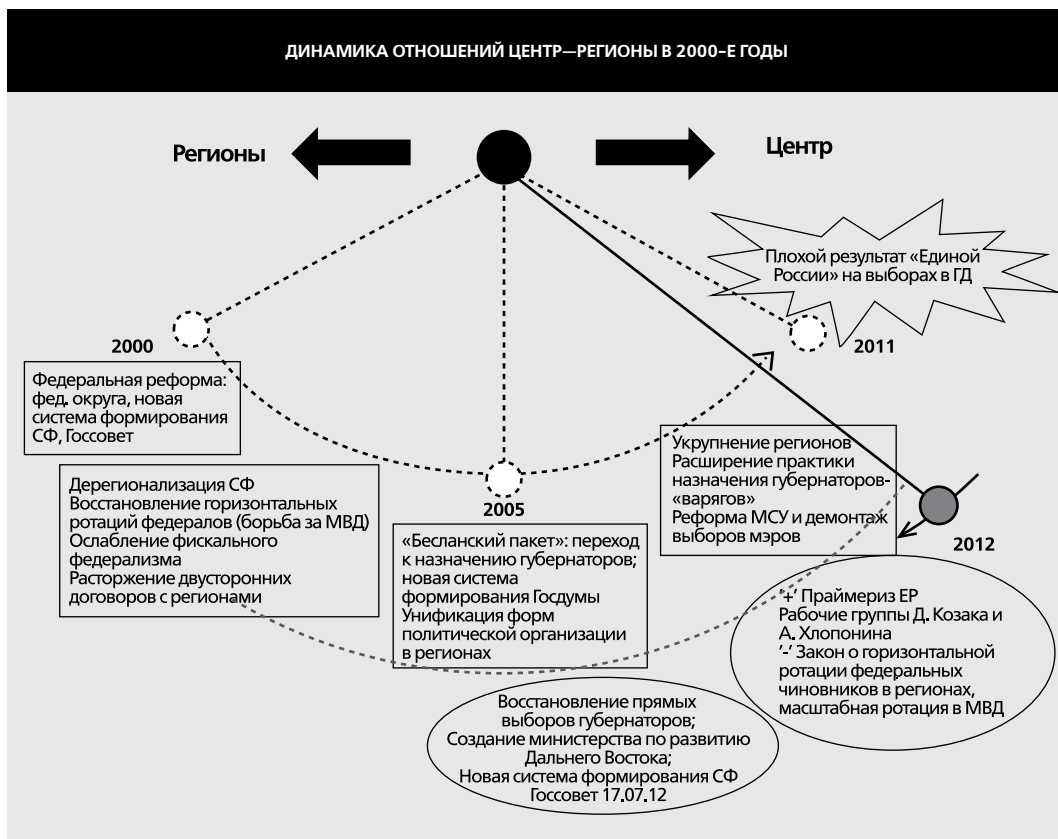 ДИНАМИКА ОТНОШЕНИЙ ЦЕНТР—РЕГИОНЫ В 2000-Е ГОДЫ
Регионы
Центр
Плохой результат «Единой
России» на выборах в ГД
2000
2011
Федеральная реформа:
фед. округа, новая
система формирования
СФ, Госсовет
Дерегионализация СФ
Восстановление горизонтальных
ротаций федералов (борьба за МВД)
Ослабление фискального
федерализма
Расторжение двусторонних
договоров с регионами
2005
«Бесланский пакет»: переход
к назначению губернаторов;
новая система
формирования Госдумы
Унификация форм
политической организации
в регионах
Укрупнение регионов
Расширение практики
назначения губернаторов-
«варягов»
Реформа МСУ и демонтаж
выборов мэров
2012
'+' Праймериз ЕР
Рабочие группы Д. Козака и
А. Хлопонина
'-' Закон о горизонтальной
ротации федеральных
чиновников в регионах,
масштабная ротация в МВД
Восстановление прямых
выборов губернаторов;
Создание министерства по развитию
Дальнего Востока;
Новая система формирования СФ
Госсовет 17.07.12